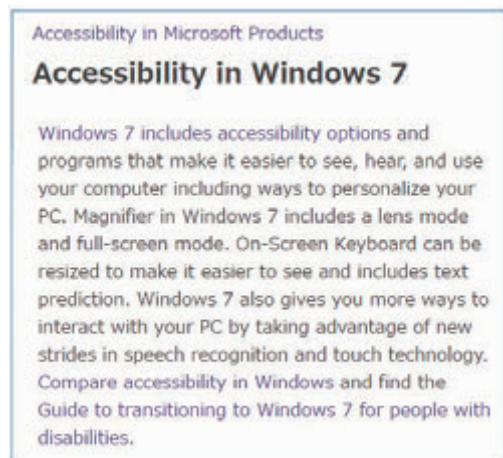 Accessibility in Microsoft Products
Accessibility in Windows 7
Windows 7 includes accessibility options and
programs that make it easier to see, hear, and use
your computer including ways to personalize your
PC. Magnifier in Windows 7 includes a lens mode
and full-screen mode. On-Screen Keyboard can be
resized to make it easier to see and includes text
prediction. Windows 7 also gives you more ways to
interact with your PC by taking advantage of new
strides in speech recognition and touch technology.
Compare accessibility in Windows and find the
Guide to transitioning to Windows 7 for people with
disabilities.